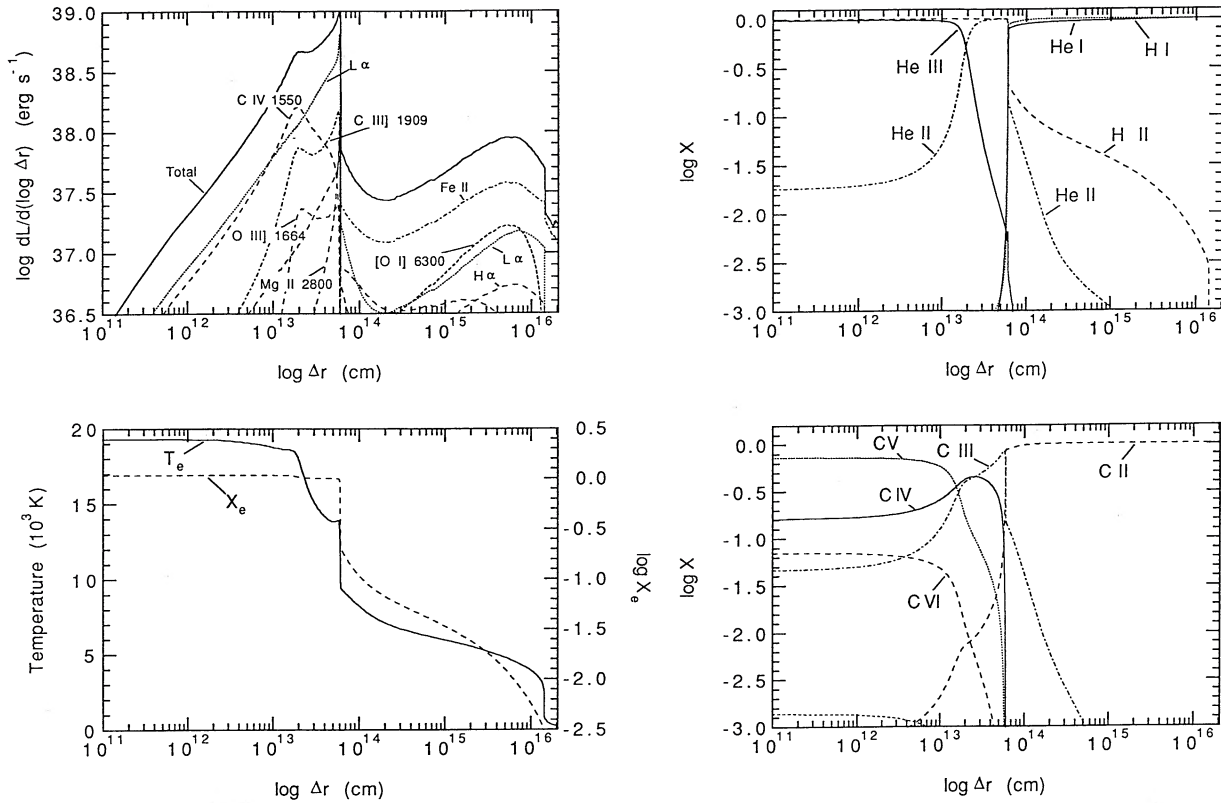 log dL/d(log Δr) (erg s⁻¹)
39.0
38.5
38.0
37.5
37.0
36.5
Total
C IV 1550
L α
C III] 1909
O III] 1664
Mg II 2800
Fe II
[O I] 6300
L α
H α
10¹¹ 10¹² 10¹³ 10¹⁴ 10¹⁵ 10¹⁶
log Δr (cm)
log X
0.0
-0.5
-1.0
-1.5
-2.0
-2.5
-3.0
He III
He I
H I
He II
H II
He II
10¹¹ 10¹² 10¹³ 10¹⁴ 10¹⁵ 10¹⁶
log Δr (cm)
Temperature (10³ K)
20
15
10
5
0
Tₑ
Xₑ
0.5
0.0
-0.5
-1.0
-1.5
-2.0
-2.5
log Xₑ
10¹¹ 10¹² 10¹³ 10¹⁴ 10¹⁵ 10¹⁶
log Δr (cm)
log X
0.0
-0.5
-1.0
-1.5
-2.0
-2.5
-3.0
CV
C III
C II
C IV
C VI
10¹¹ 10¹² 10¹³ 10¹⁴ 10¹⁵ 10¹⁶
log Δr (cm)